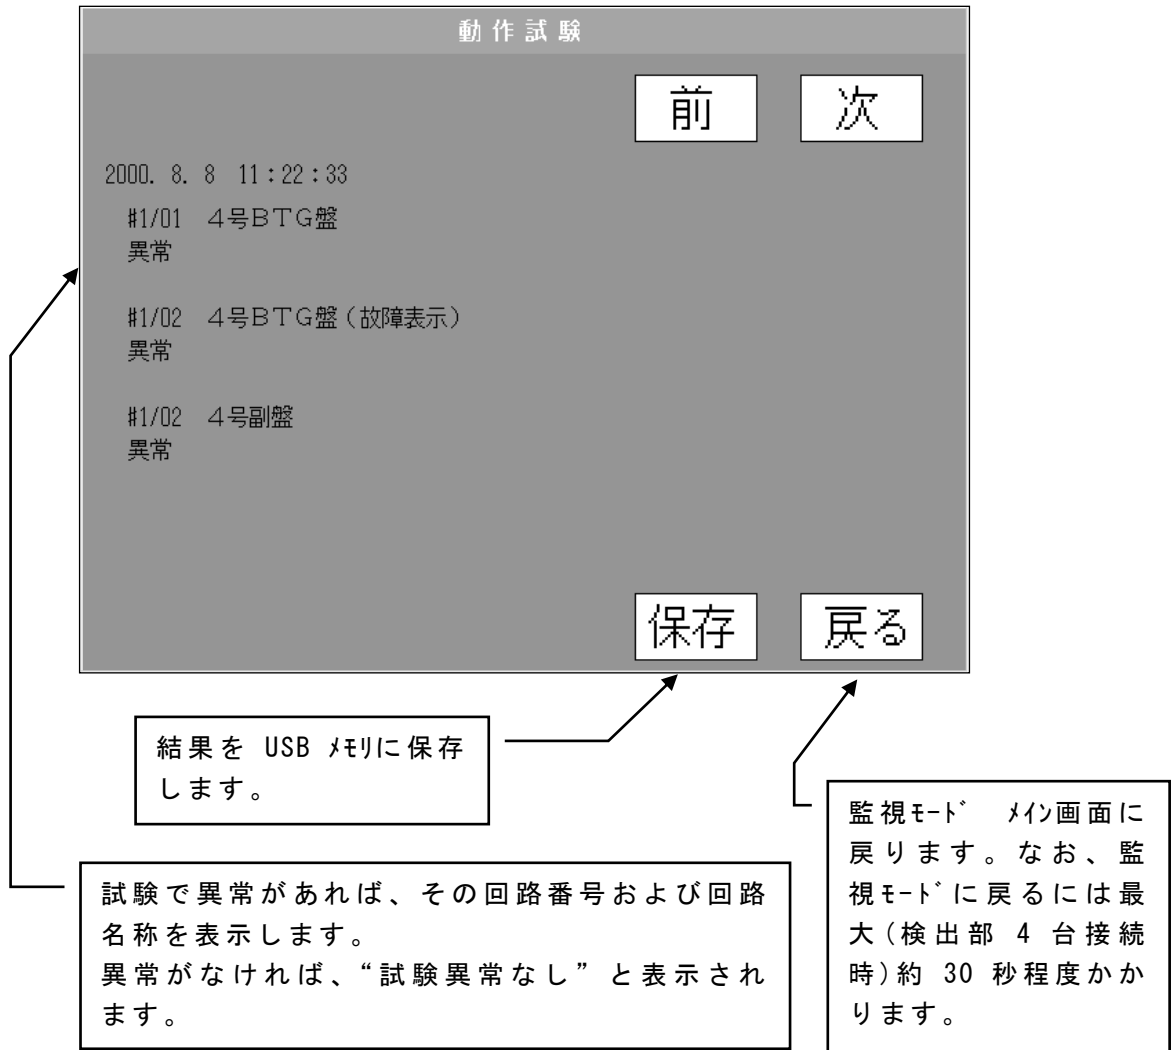 動作試験
前 次
2000. 8. 8 11:22:33
#1/01 4号BTG盤
異常
#1/02 4号BTG盤(故障表示)
異常
#1/02 4号副盤
異常
保存 戻る
結果を USB ﾒﾓﾘに保存
します。
監視ﾓｰﾄﾞ ﾒｲﾝ画面に
戻ります。なお、監
視ﾓｰﾄﾞに戻るには最
大(検出部 4 台接続
時)約 30 秒程度かか
ります。
試験で異常があれば、その回路番号および回路
名称を表示します。
異常がなければ、“試験異常なし”と表示され
ます。